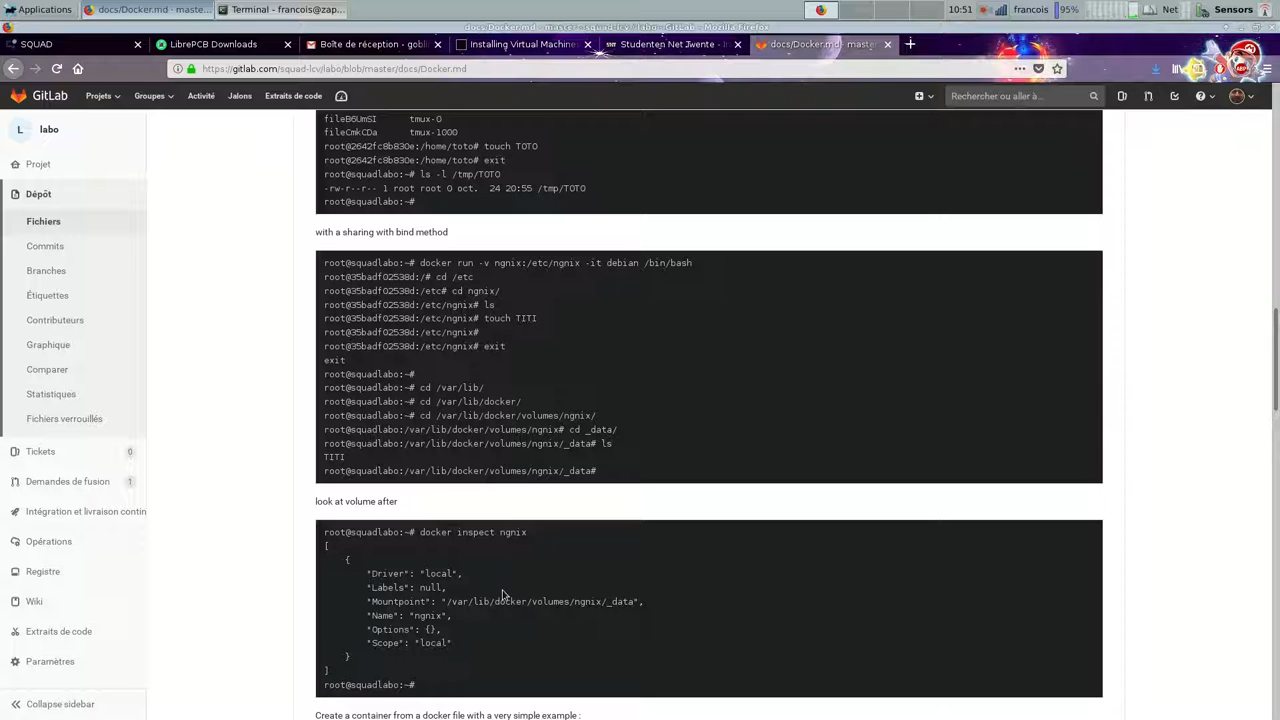 Applications
docs/Docker.md - master...
Terminal - francois@zap...
10:51
francois
95%
Net
Sensors
docs/Docker.md · master · squad-lcv / labo · GitLab - Mozilla Firefox
SQUAD
LibrePCB Downloads
Boîte de réception - gobli
Installing Virtual Machine
Studenten Net Twente - In
docs/Docker.md · master
https://gitlab.com/squad-lcv/labo/blob/master/docs/Docker.md
GitLab
Projets
Groupes
Activité
Jalons
Extraits de code
Rechercher ou aller à…
L
labo
Projet
Dépôt
Fichiers
Commits
Branches
Étiquettes
Contributeurs
Graphique
Comparer
Statistiques
Fichiers verrouillés
Tickets
0
Demandes de fusion
1
Intégration et livraison contin
Opérations
Registre
Wiki
Extraits de code
Paramètres
Collapse sidebar
fileB6UmSI tmux-0
fileCmkCDa tmux-1000
root@2642fc8b830e:/home/toto# touch TOTO
root@2642fc8b830e:/home/toto# exit
root@squadlabo:~# ls -l /tmp/TOTO
-rw-r--r-- 1 root root 0 oct. 24 20:55 /tmp/TOTO
root@squadlabo:~#
with a sharing with bind method
root@squadlabo:~# docker run -v ngnix:/etc/ngnix -it debian /bin/bash
root@35badf02538d:/# cd /etc
root@35badf02538d:/etc# cd ngnix/
root@35badf02538d:/etc/ngnix# ls
root@35badf02538d:/etc/ngnix# touch TITI
root@35badf02538d:/etc/ngnix#
root@35badf02538d:/etc/ngnix# exit
exit
root@squadlabo:~#
root@squadlabo:~# cd /var/lib/
root@squadlabo:~# cd /var/lib/docker/
root@squadlabo:~# cd /var/lib/docker/volumes/ngnix/
root@squadlabo:/var/lib/docker/volumes/ngnix# cd _data/
root@squadlabo:/var/lib/docker/volumes/ngnix/_data# ls
TITI
root@squadlabo:/var/lib/docker/volumes/ngnix/_data#
look at volume after
root@squadlabo:~# docker inspect ngnix
[
{
"Driver": "local",
"Labels": null,
"Mountpoint": "/var/lib/docker/volumes/ngnix/_data",
"Name": "ngnix",
"Options": {},
"Scope": "local"
}
]
root@squadlabo:~#
Create a container from a docker file with a very simple example :